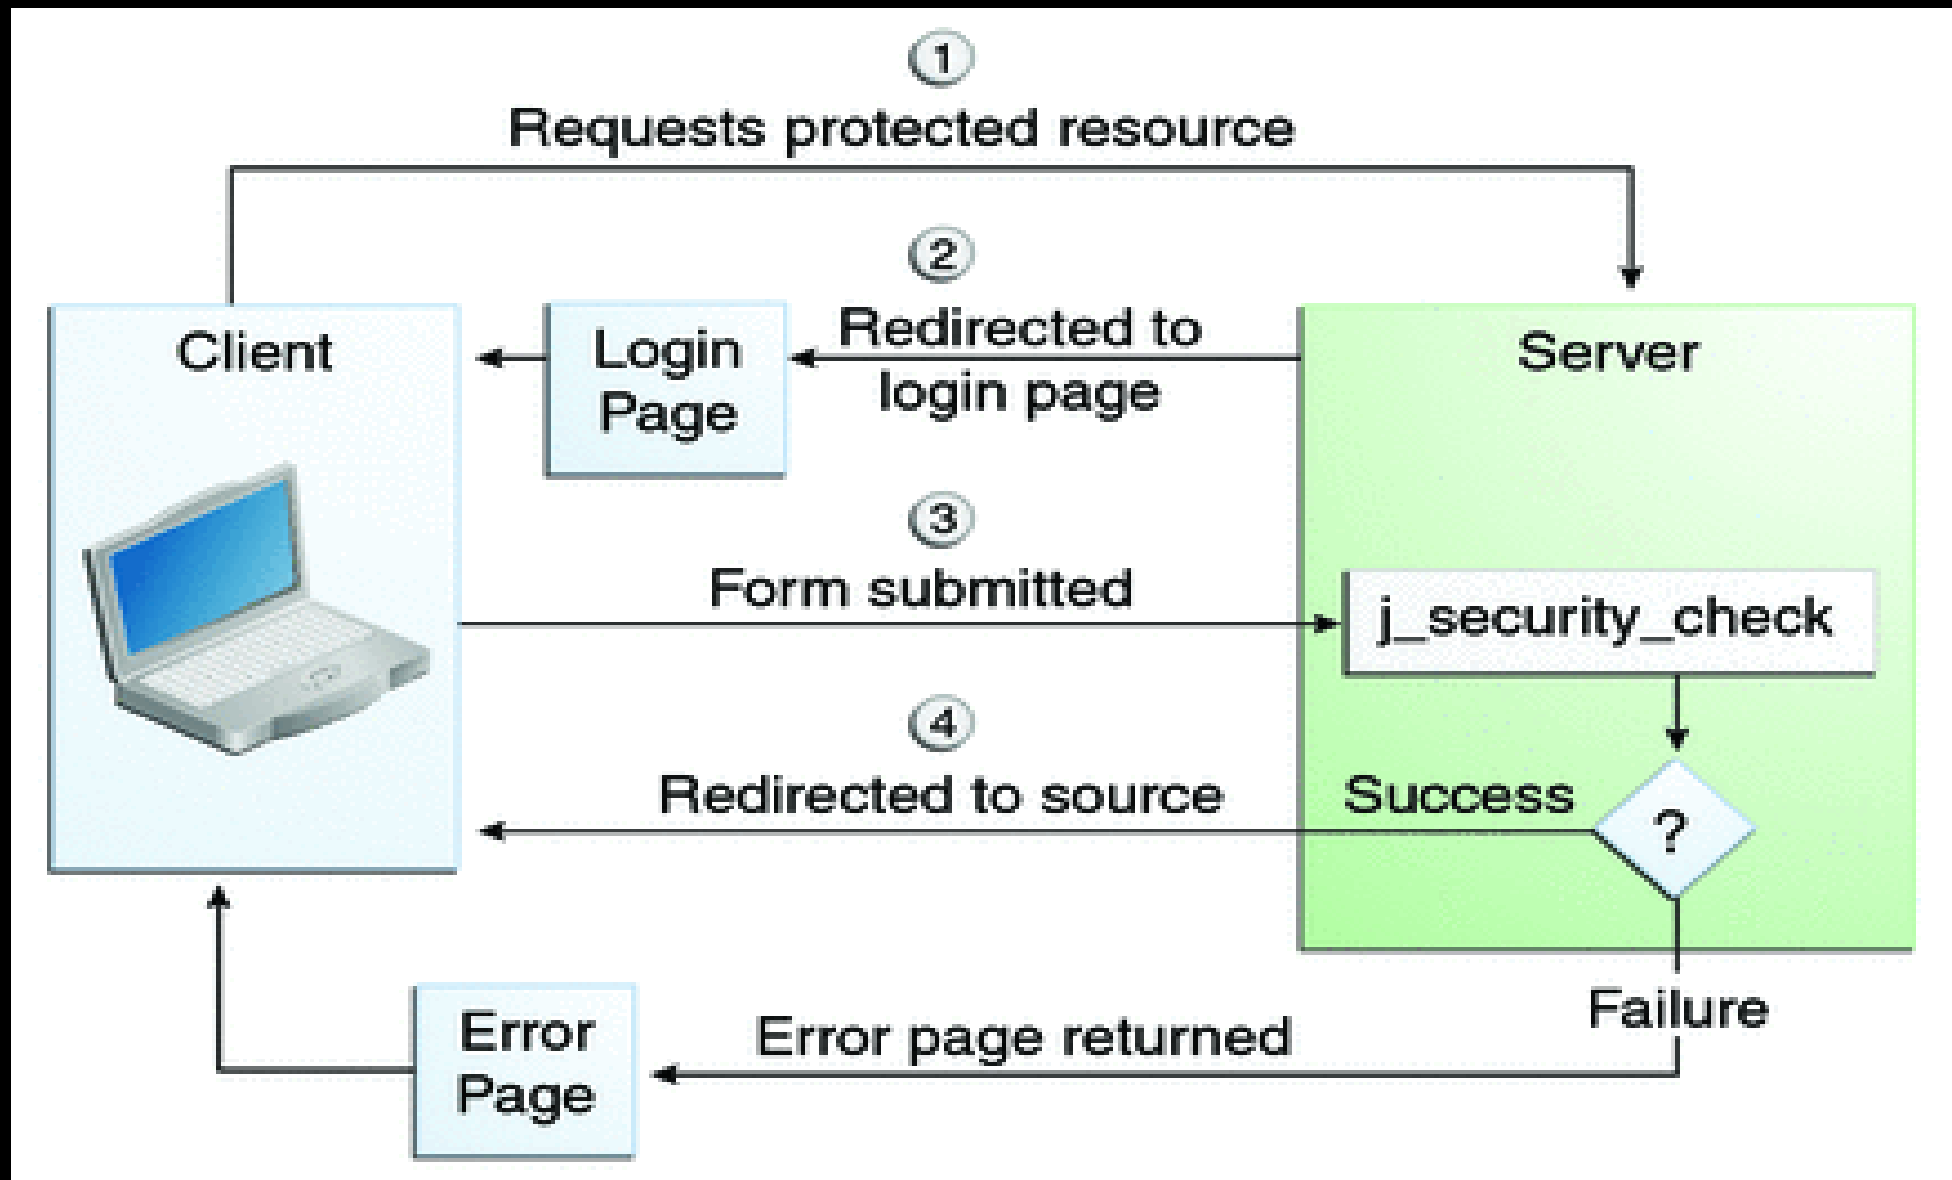 1
Requests protected resource
2
Client
Login
Page
Redirected to
login page
Server
3
Form submitted
j_security_check
4
Redirected to source
Success
?
Failure
Error page returned
Error
Page